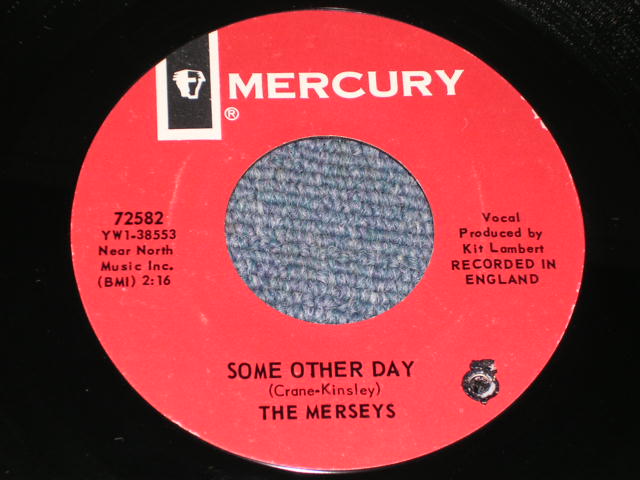 MERCURY
®
72582
YW1-38553
Near North
Music Inc.
(BMI) 2:16
Vocal
Produced by
Kit Lambert
RECORDED IN
ENGLAND
SOME OTHER DAY
(Crane-Kinsley)
THE MERSEYS